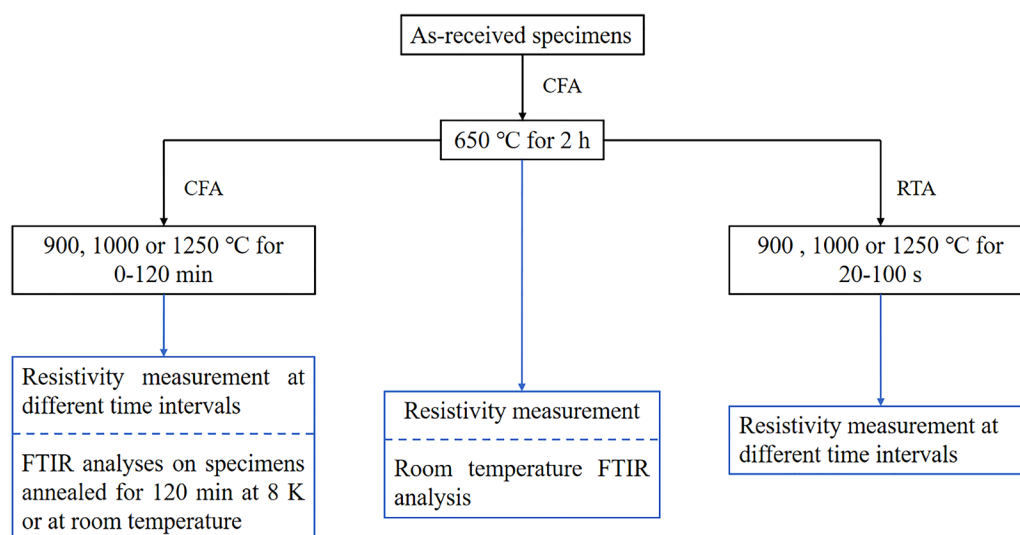 As-received specimens
CFA
650 ℃ for 2 h
CFA
RTA
900, 1000 or 1250 ℃ for
0-120 min
900 , 1000 or 1250 ℃ for
20-100 s
Resistivity measurement at
different time intervals
FTIR analyses on specimens
annealed for 120 min at 8 K
or at room temperature
Resistivity measurement
Room temperature FTIR
analysis
Resistivity measurement at
different time intervals